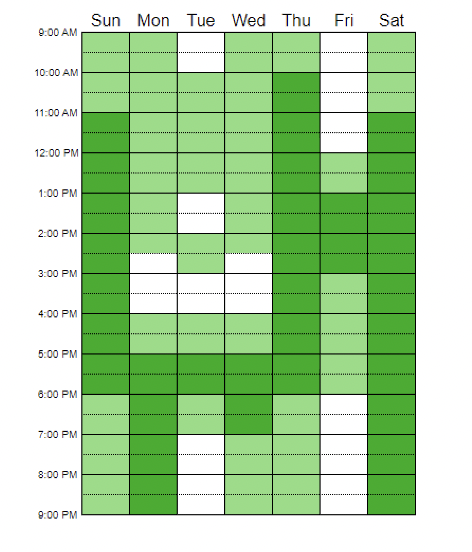 Sun Mon Tue Wed Thu Fri Sat
9:00 AM
10:00 AM
11:00 AM
12:00 PM
1:00 PM
2:00 PM
3:00 PM
4:00 PM
5:00 PM
6:00 PM
7:00 PM
8:00 PM
9:00 PM